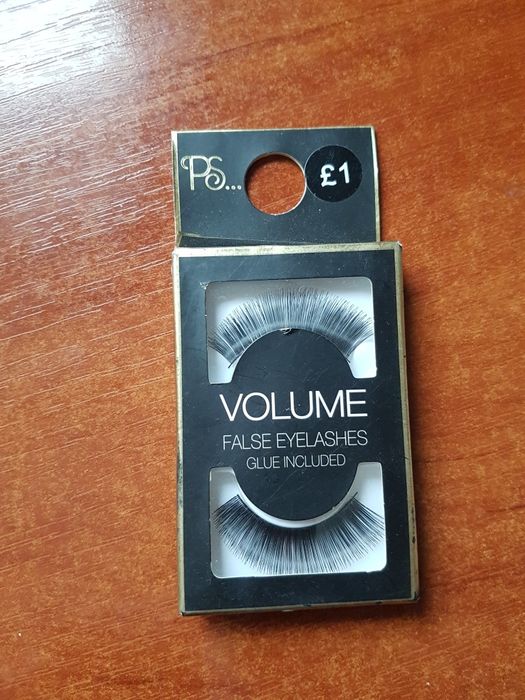 PS...
£1
VOLUME
FALSE EYELASHES
GLUE INCLUDED